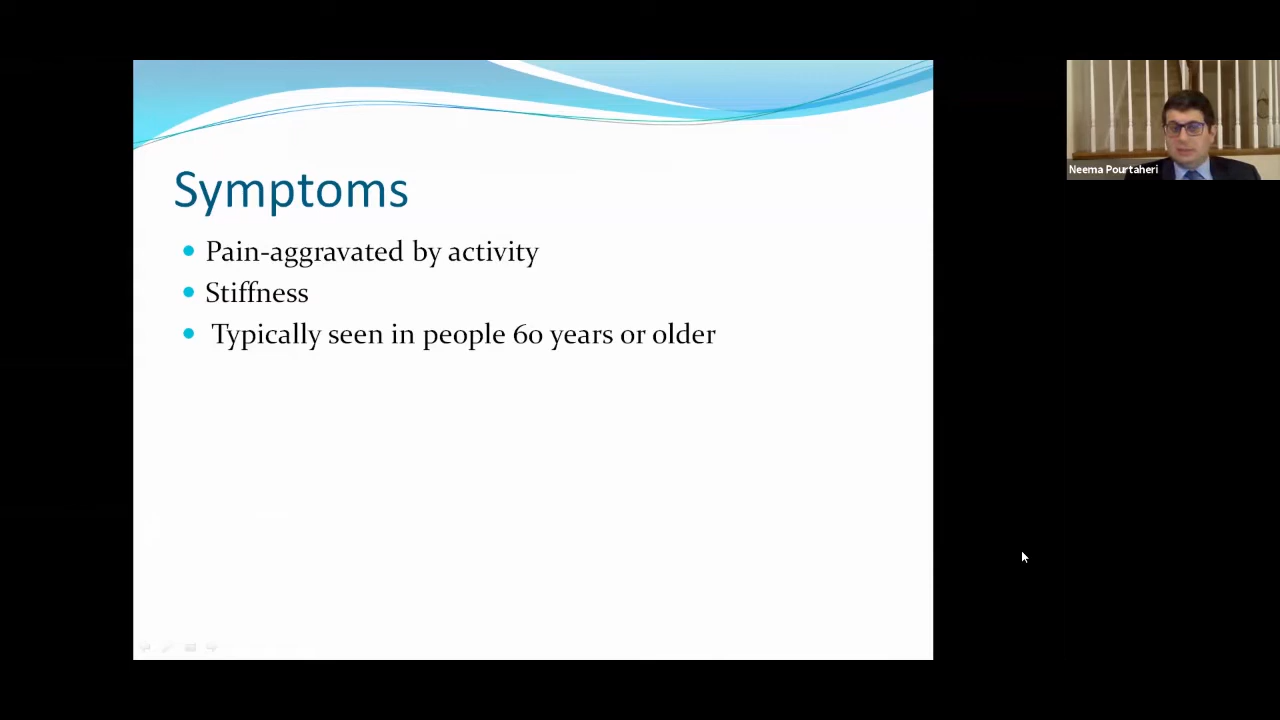 Symptoms
Pain-aggravated by activity
Stiffness
Typically seen in people 60 years or older
Neema Pourtaheri